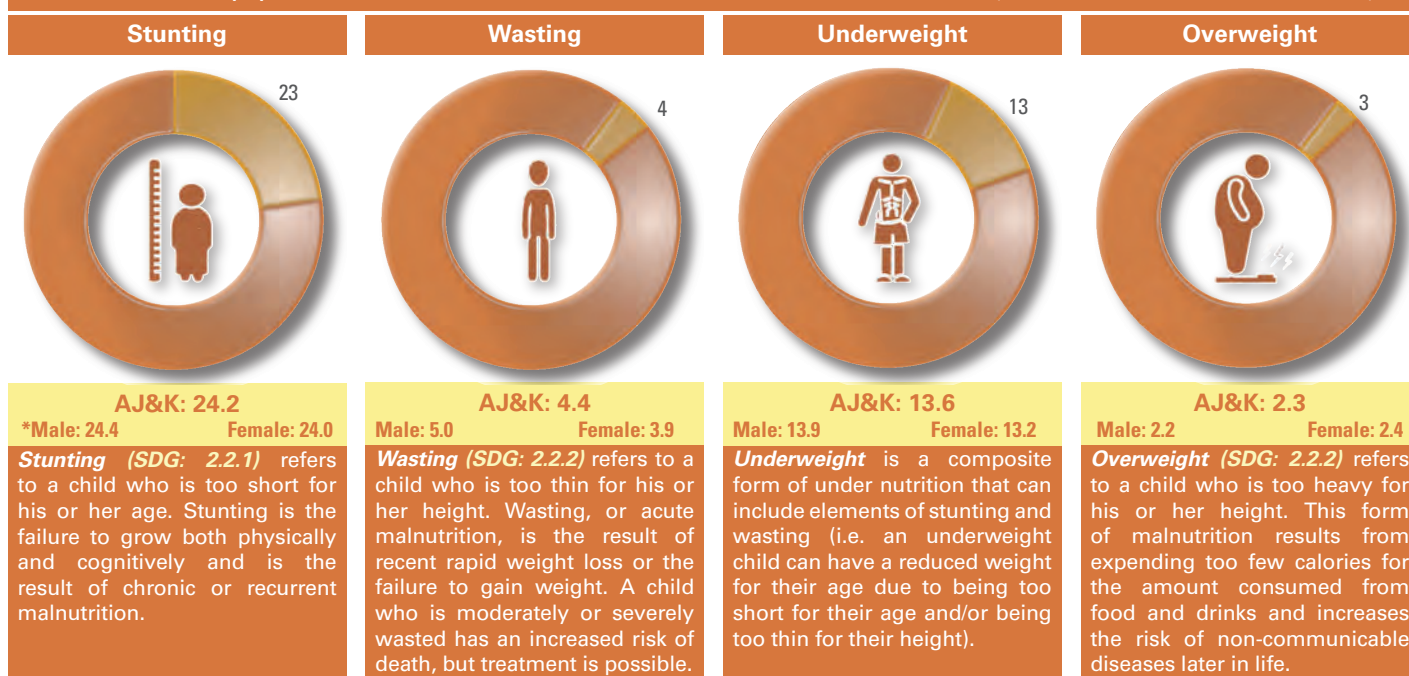 Stunting
23
AJ&K: 24.2
*Male: 24.4 Female: 24.0
Stunting (SDG: 2.2.1) refers
to a child who is too short for
his or her age. Stunting is the
failure to grow both physically
and cognitively and is the
result of chronic or recurrent
malnutrition.
Wasting
4
AJ&K: 4.4
Male: 5.0 Female: 3.9
Wasting (SDG: 2.2.2) refers to a
child who is too thin for his or
her height. Wasting, or acute
malnutrition, is the result of
recent rapid weight loss or the
failure to gain weight. A child
who is moderately or severely
wasted has an increased risk of
death, but treatment is possible.
Underweight
13
AJ&K: 13.6
Male: 13.9 Female: 13.2
Underweight is a composite
form of under nutrition that can
include elements of stunting and
wasting (i.e. an underweight
child can have a reduced weight
for their age due to being too
short for their age and/or being
too thin for their height).
Overweight
3
AJ&K: 2.3
Male: 2.2 Female: 2.4
Overweight (SDG: 2.2.2) refers
to a child who is too heavy for
his or her height. This form
of malnutrition results from
expending too few calories for
the amount consumed from
food and drinks and increases
the risk of non-communicable
diseases later in life.